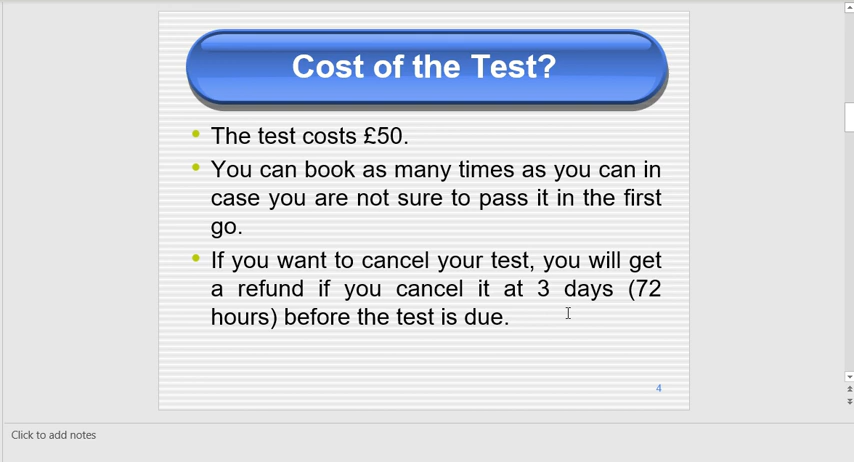 Cost of the Test?
• The test costs £50.
• You can book as many times as you can in
case you are not sure to pass it in the first
go.
• If you want to cancel your test, you will get
a refund if you cancel it at 3 days (72
hours) before the test is due.
4
Click to add notes